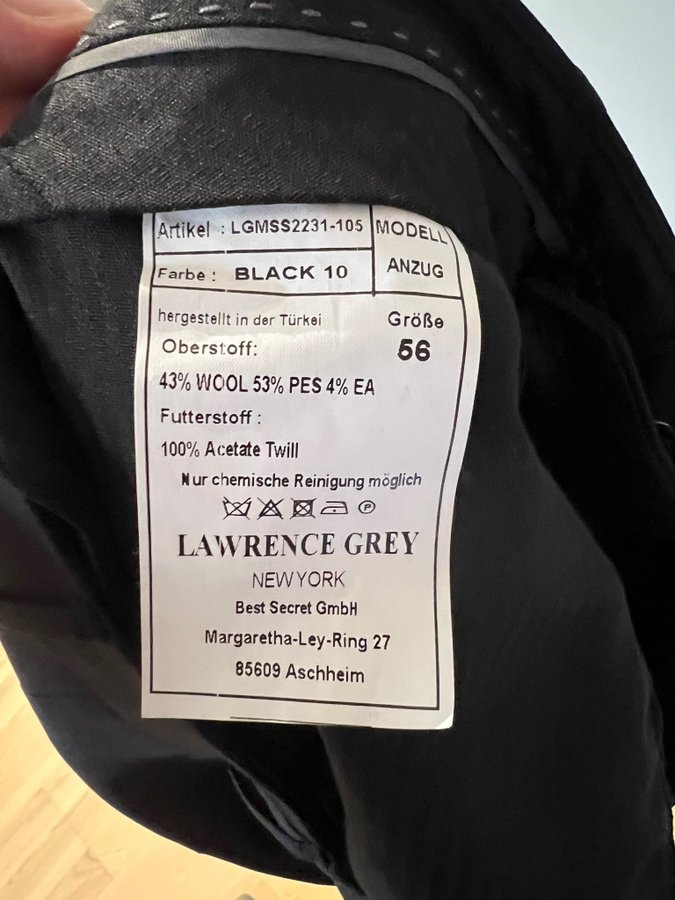 Artikel : LGMSS2231-105
MODELL
Farbe : BLACK 10
ANZUG
hergestellt in der Türkei
Größe
Oberstoff:
56
43% WOOL 53% PES 4% EA
Futterstoff :
100% Acetate Twill
Nur chemische Reinigung möglich
P
LAWRENCE GREY
NEWYORK
Best Secret GmbH
Margaretha-Ley-Ring 27
85609 Aschheim